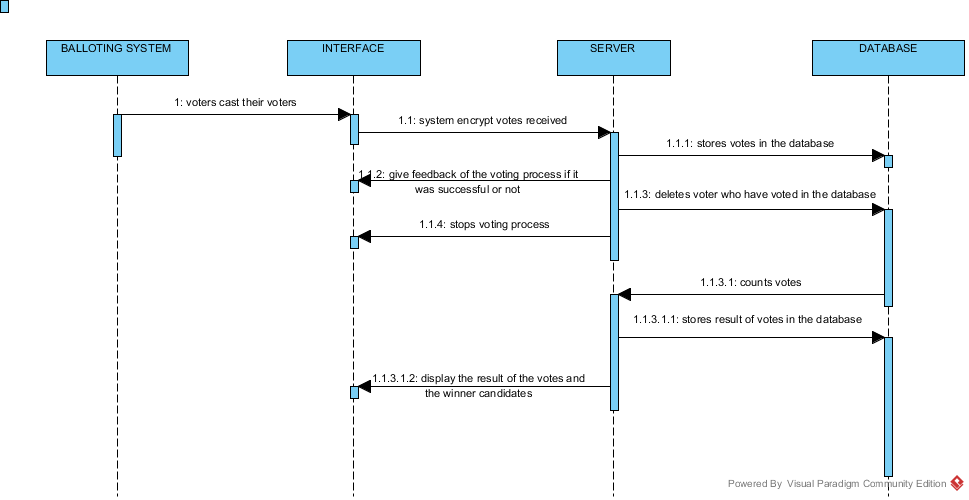 BALLOTING SYSTEM
INTERFACE
SERVER
DATABASE
1: voters cast their voters
1.1: system encrypt votes received
1.1.1: stores votes in the database
1.1.2: give feedback of the voting process if it
was successful or not
1.1.3: deletes voter who have voted in the database
1.1.4: stops voting process
1.1.3.1: counts votes
1.1.3.1.1: stores result of votes in the database
1.1.3.1.2: display the result of the votes and
the winner candidates
Powered By Visual Paradigm Community Edition